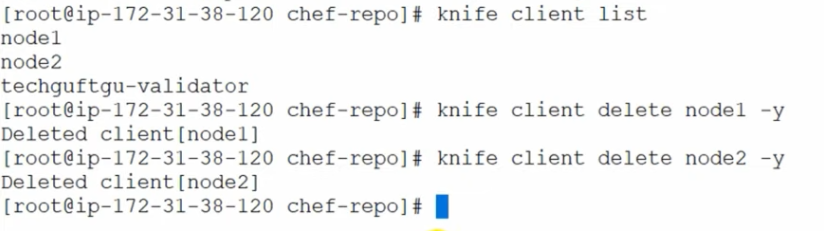 [root@ip-172-31-38-120 chef-repo]# knife client list
node1
node2
techguftgu-validator
[root@ip-172-31-38-120 chef-repo]# knife client delete node1 -y
Deleted client[node1]
[root@ip-172-31-38-120 chef-repo]# knife client delete node2 -y
Deleted client[node2]
[root@ip-172-31-38-120 chef-repo]#